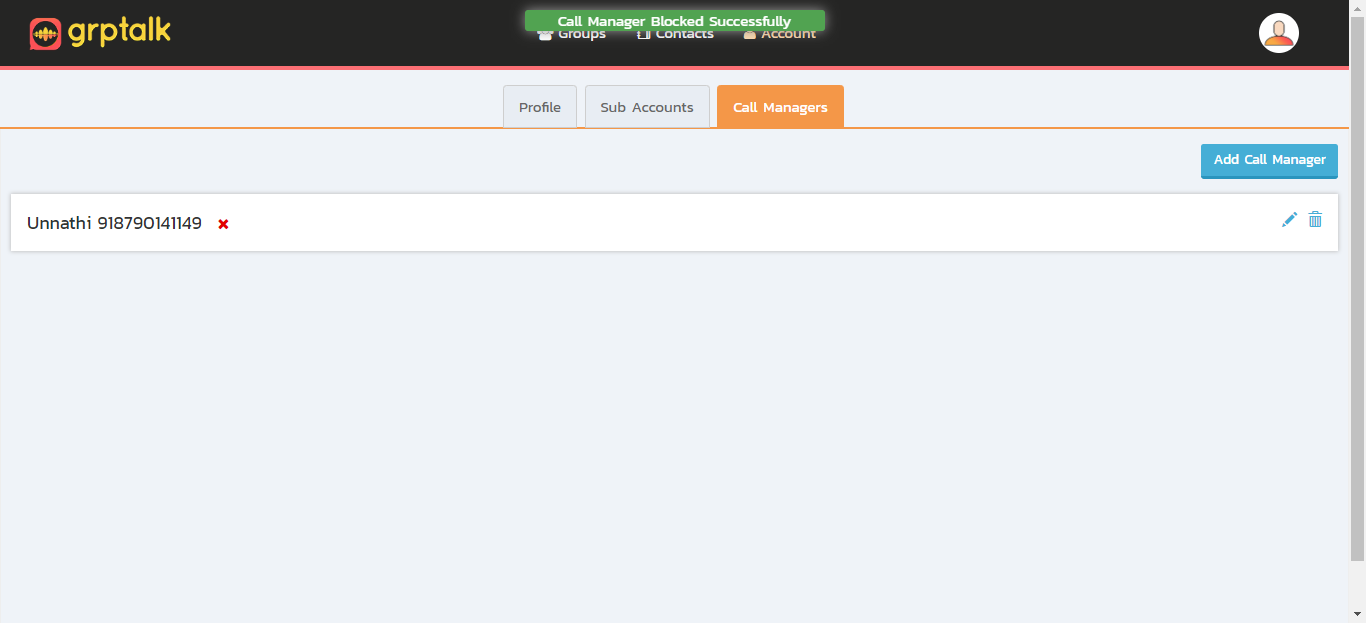 grptalk
Call Manager Blocked Successfully
Groups Contacts Account
Profile Sub Accounts Call Managers
Add Call Manager
Unnathi 918790141149